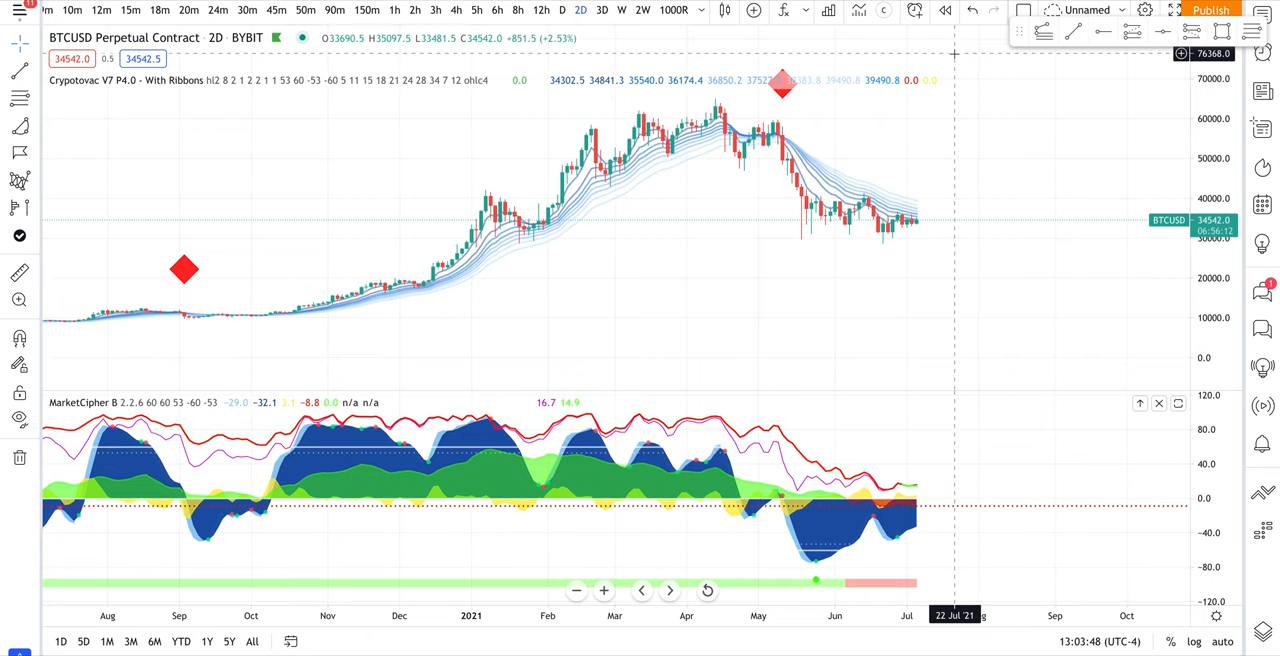 11
m 10m 12m 15m 18m 20m 24m 30m 45m 50m 90m 150m 1h 2h 3h 4h 5h 6h 8h 12h D 2D 3D W 2W 1000R Unnamed Publish
BTCUSD Perpetual Contract · 2D · BYBIT O33690.5 H35097.5 L33481.5 C34542.0 +851.5 (+2.53%)
34542.0 0.5 34542.5
76368.0
Cryptovac V7 P4.0 - With Ribbons hl2 8 2 1 2 2 1 1 53 60 -53 -60 5 11 15 18 21 24 28 34 7 12 ohlc4 0.0 34302.5 34841.3 35540.0 36174.4 36850.2 39490.8 39490.8 0.0 0.0
70000.0
60000.0
50000.0
40000.0
BTCUSD 34542.0
06:56:12
30000.0
20000.0
10000.0
0.0
1
MarketCipher B 2.2.6 60 60 53 -60 -53 −29.0 −32.1 3.1 −8.8 0.0 n/a n/a 16.7 14.9
120.0
80.0
40.0
0.0
−40.0
−80.0
−120.0
Aug Sep Oct Nov Dec 2021 Feb Mar Apr May Jun Jul 22 Jul '21 g Sep Oct
1D 5D 1M 3M 6M YTD 1Y 5Y All 13:03:48 (UTC-4) % log auto